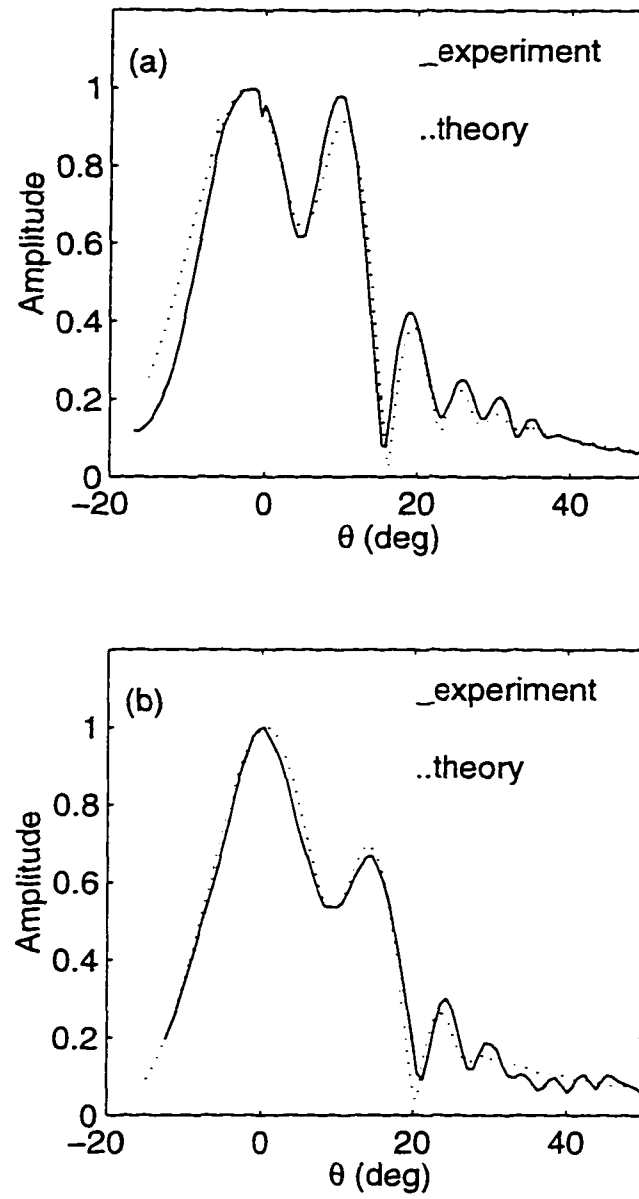 (a)
_experiment
..theory
Amplitude
1
0.8
0.6
0.4
0.2
0
−20
0
20
40
θ (deg)
(b)
_experiment
..theory
Amplitude
1
0.8
0.6
0.4
0.2
0
−20
0
20
40
θ (deg)